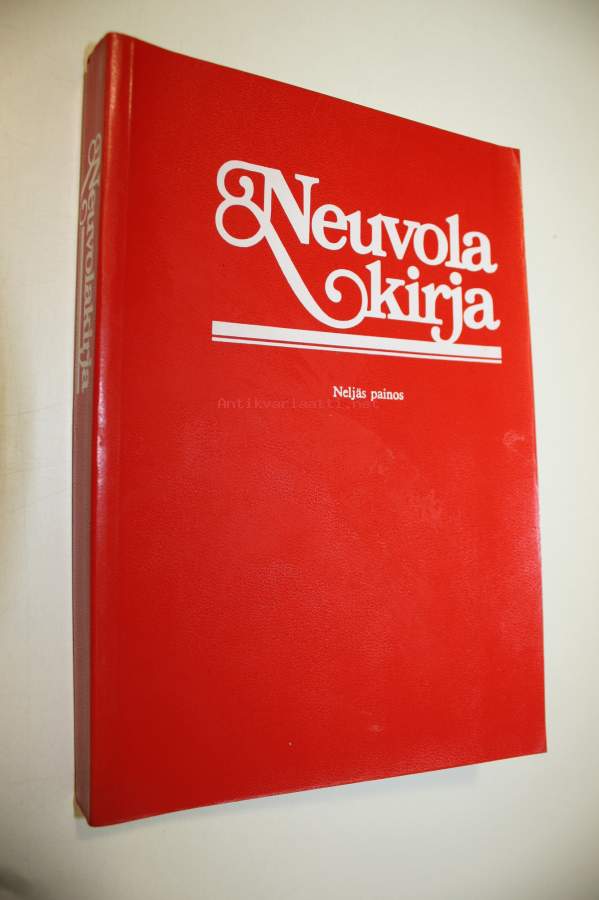 Neuvolakirja
Neuvola
kirja
Neljäs painos
Antikvariaatti.net